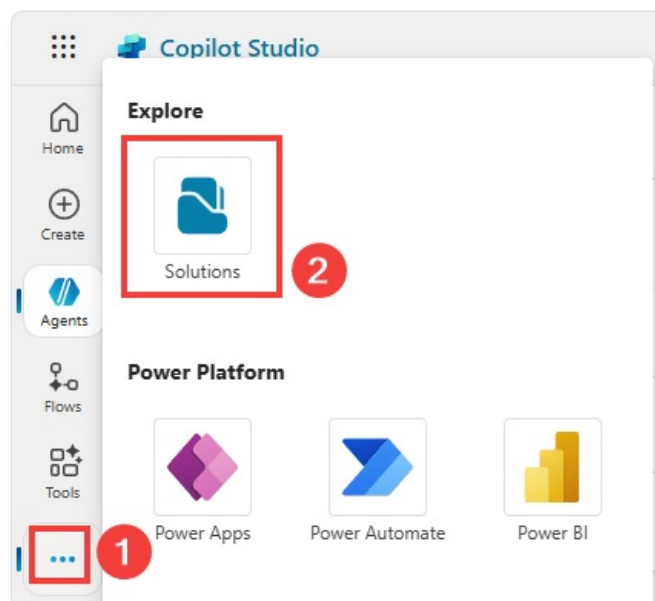 Copilot Studio
Explore
Home
Create
Solutions
2
Agents
Power Platform
Flows
Tools
Power Apps
Power Automate
Power BI
1